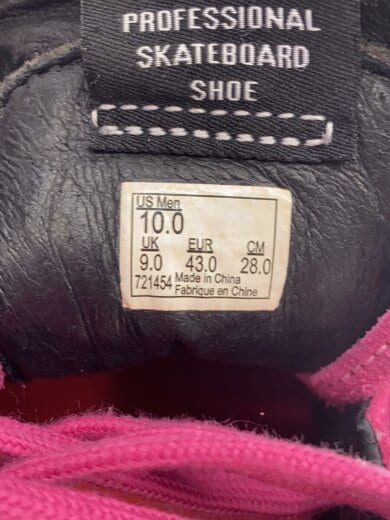 PROFESSIONAL
SKATEBOARD
SHOE
US Men
10.0
UK EUR CM
9.0 43.0 28.0
721454 Made in China
Fabrique en Chine